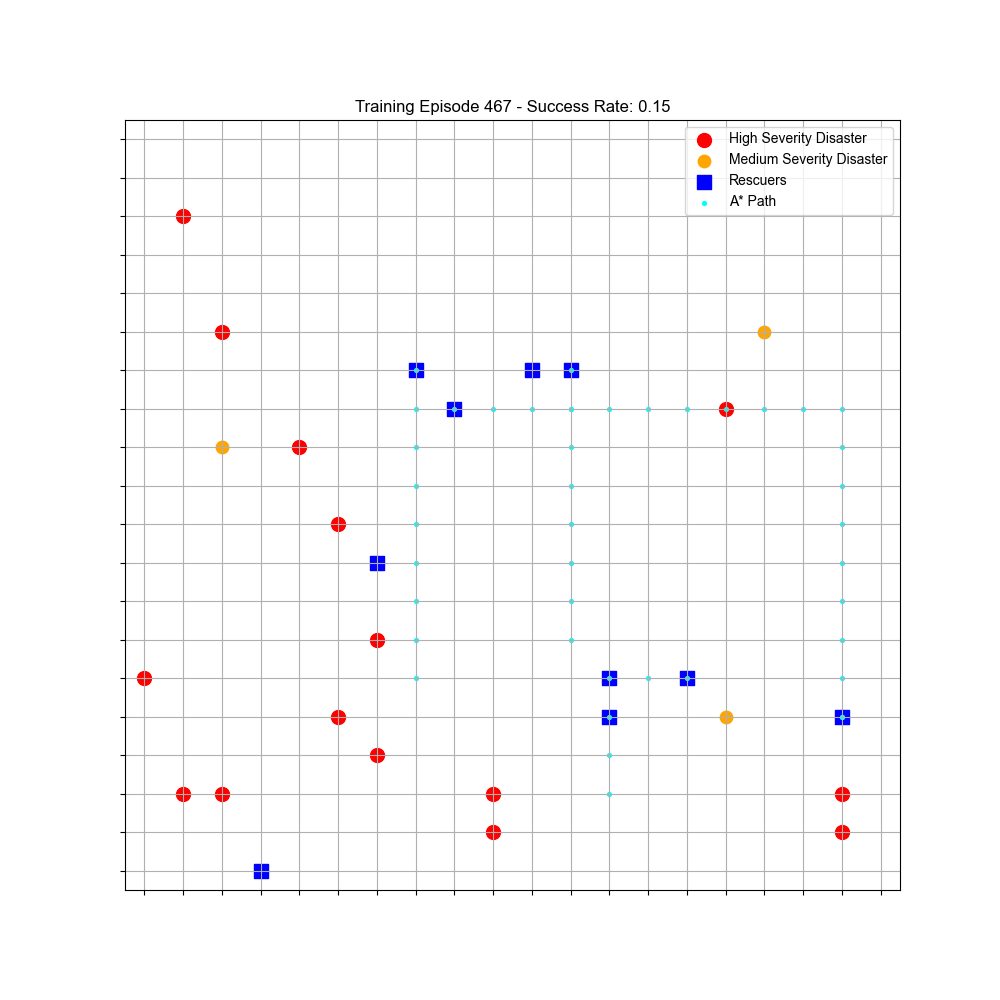 Training Episode 467 - Success Rate: 0.15
High Severity Disaster
Medium Severity Disaster
Rescuers
A* Path